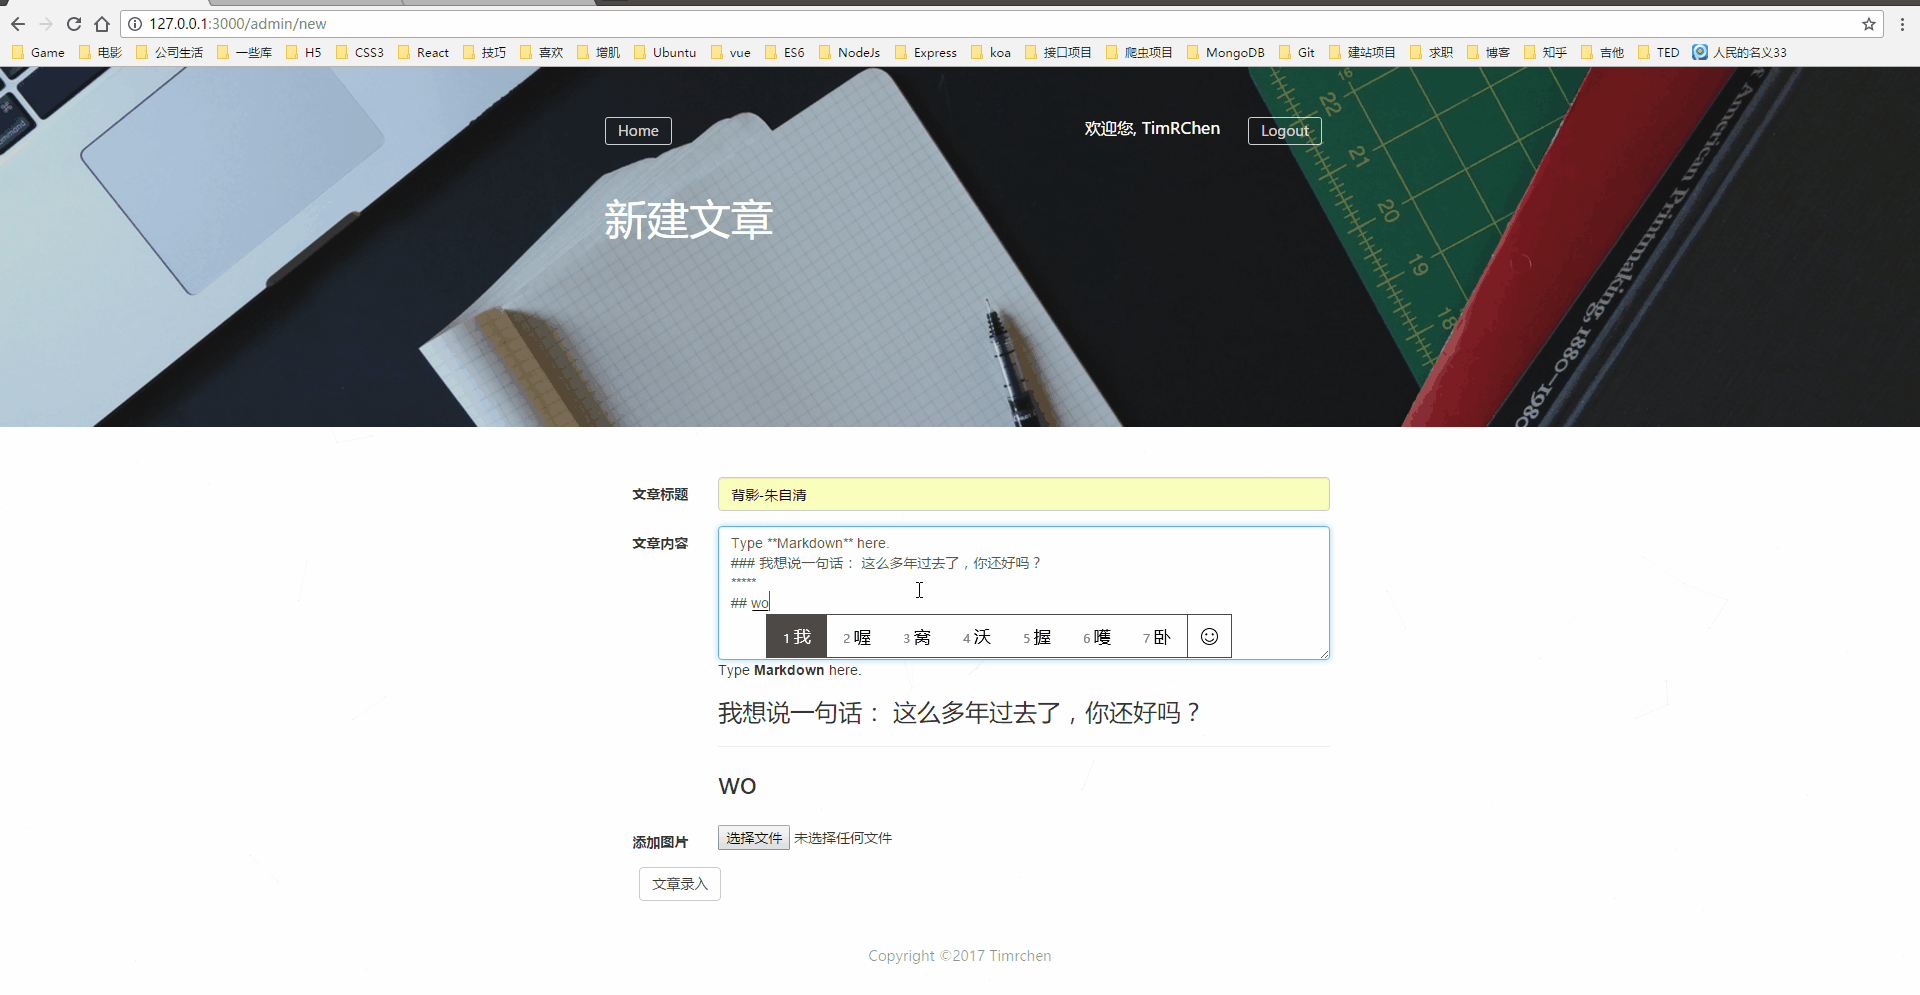 127.0.0.1:3000/admin/new
Game 电影 公司生活 一些库 H5 CSS3 React 技巧 喜欢 增肌 Ubuntu vue ES6 NodeJs Express koa 接口项目 爬虫项目 MongoDB Git 建站项目 求职 博客 知乎 吉他 TED 人民的名义33
Home 欢迎您, TimRChen Logout
新建文章
American Printmaking, 1880–1980
16
22
21
20
19
18
文章标题 背影-朱自清
文章内容 Type **Markdown** here.
### 我想说一句话： 这么多年过去了，你还好吗？
*****
## wo
1 我 2 喔 3 窝 4 沃 5 握 6 嚄 7 卧
Type Markdown here.
我想说一句话： 这么多年过去了，你还好吗？
wo
添加图片 选择文件 未选择任何文件
文章录入
Copyright ©2017 Timrchen